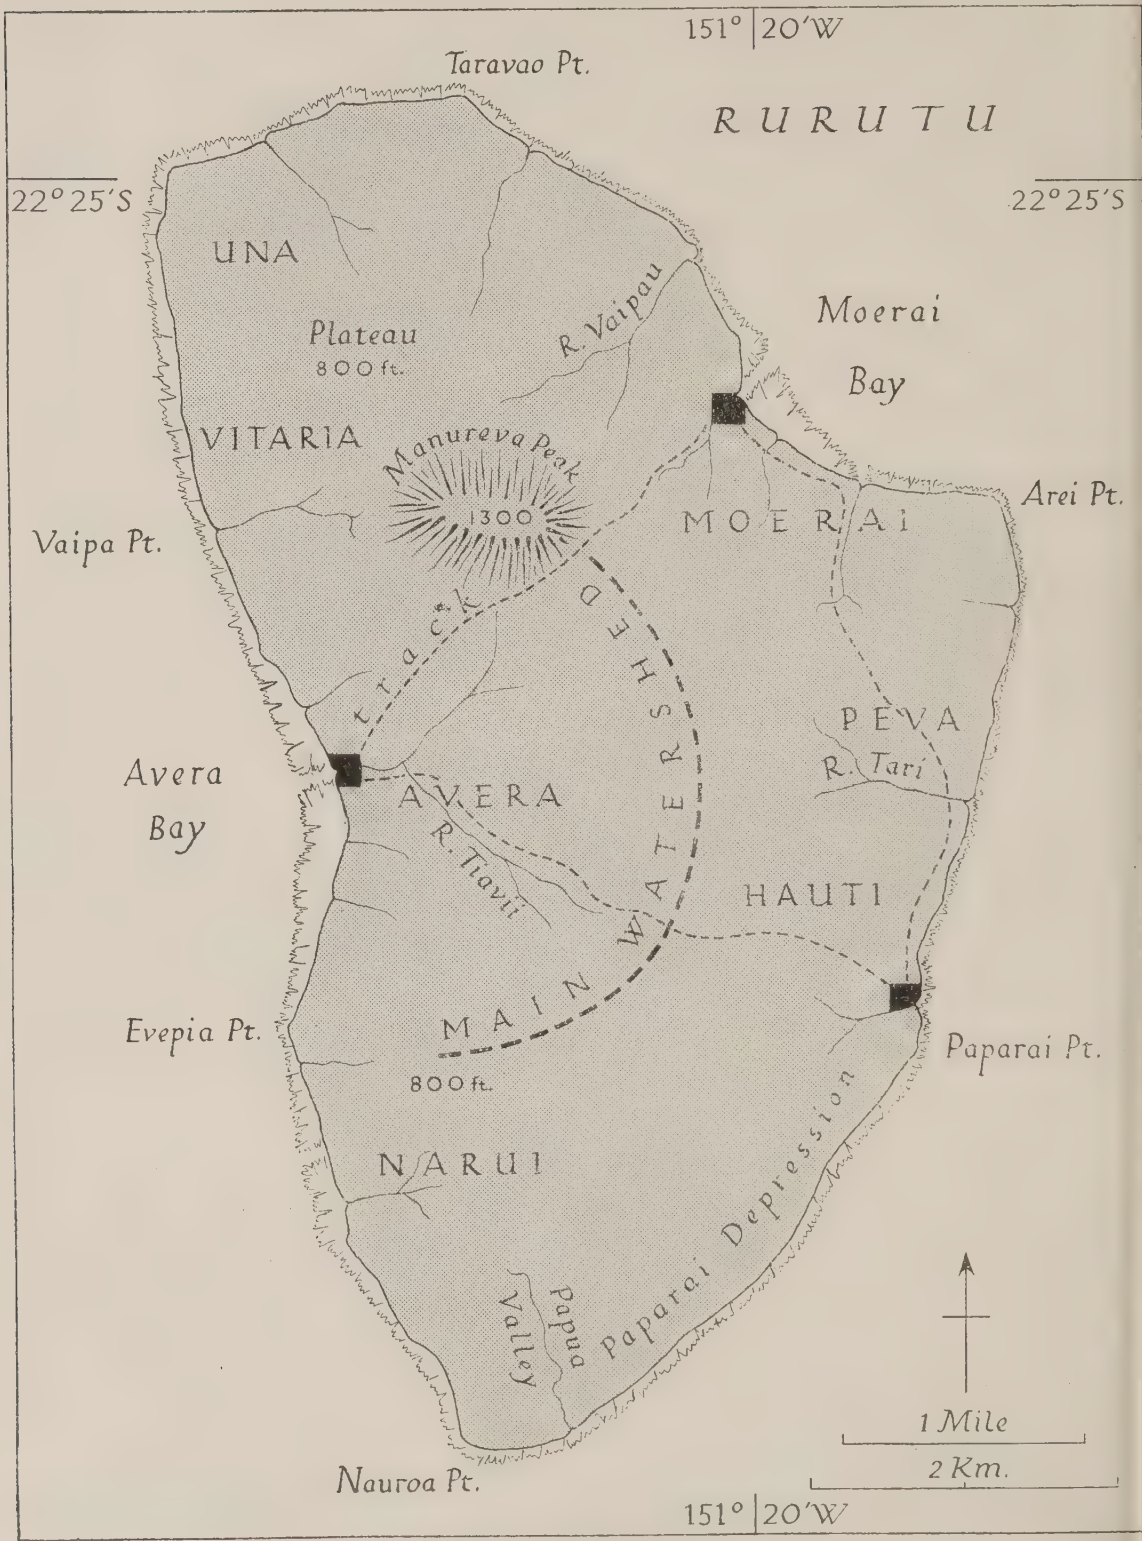 151° 20'W
Taravao Pt.
RURUTU
22° 25'S
22° 25'S
UNA
R. Vaipau
Moerai
Bay
Plateau
800 ft.
VITARIA
Manureva Peak
1300
Arei Pt.
MOERAI
Vaipa Pt.
track
MAIN WATERSHED
PEVA
R. Tari
Avera
Bay
AVERA
R. Tiavii
HAUTI
Evepia Pt.
Paparai Pt.
800 ft.
NARUI
Paparai Depression
Papua
Valley
1 Mile
2 Km.
Nauroa Pt.
151° 20'W